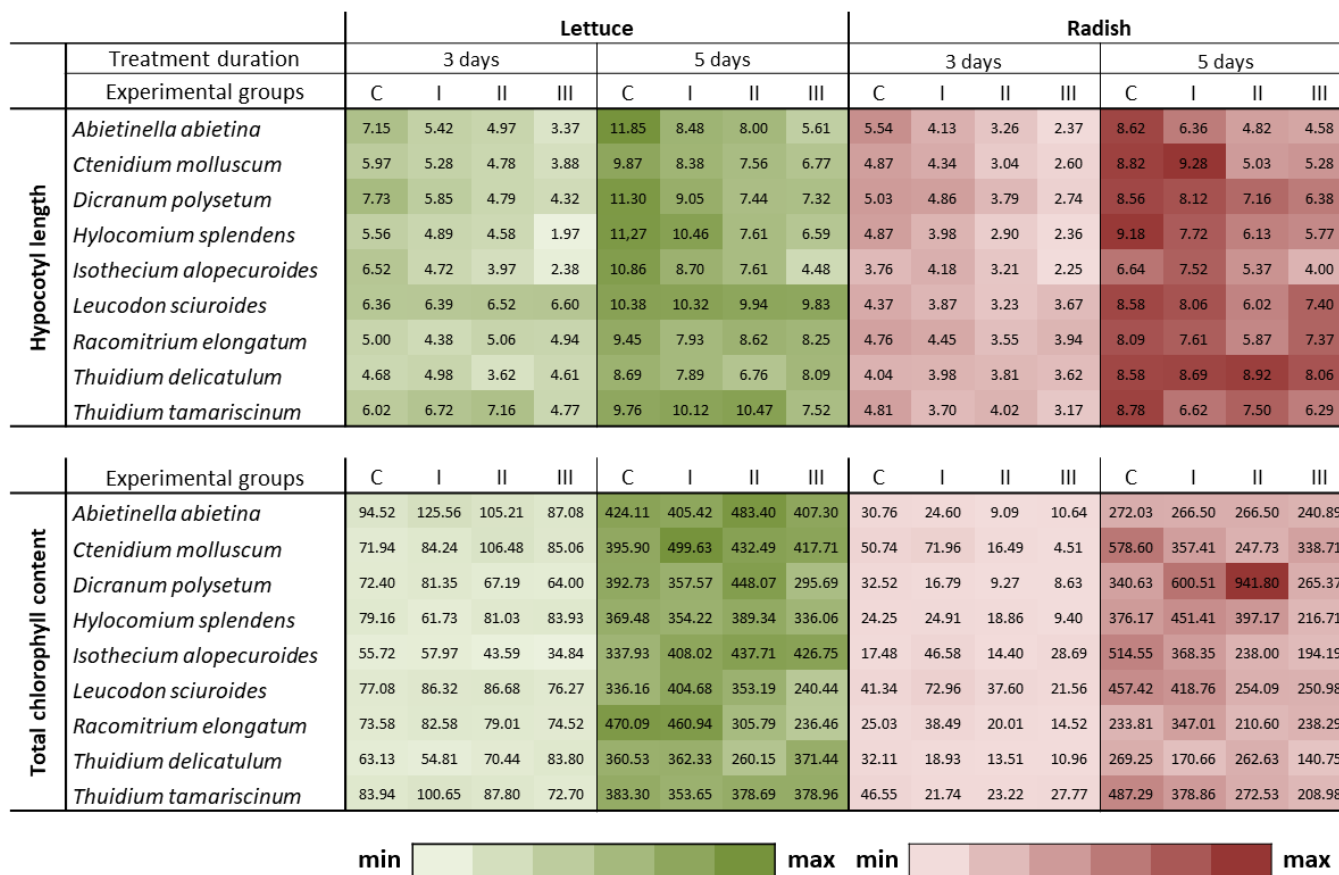 Lettuce Radish
Treatment duration 3 days 5 days 3 days 5 days
Experimental groups C I II III C I II III C I II III C I II III
Hypocotyl length
Abietinella abietina 7.15 5.42 4.97 3.37 11.85 8.48 8.00 5.61 5.54 4.13 3.26 2.37 8.62 6.36 4.82 4.58
Ctenidium molluscum 5.97 5.28 4.78 3.88 9.87 8.38 7.56 6.77 4.87 4.34 3.04 2.60 8.82 9.28 5.03 5.28
Dicranum polysetum 7.73 5.85 4.79 4.32 11.30 9.05 7.44 7.32 5.03 4.86 3.79 2.74 8.56 8.12 7.16 6.38
Hylocomium splendens 5.56 4.89 4.58 1.97 11,27 10.46 7.61 6.59 4.87 3.98 2.90 2.36 9.18 7.72 6.13 5.77
Isothecium alopecuroides 6.52 4.72 3.97 2.38 10.86 8.70 7.61 4.48 3.76 4.18 3.21 2.25 6.64 7.52 5.37 4.00
Leucodon sciuroides 6.36 6.39 6.52 6.60 10.38 10.32 9.94 9.83 4.37 3.87 3.23 3.67 8.58 8.06 6.02 7.40
Racomitrium elongatum 5.00 4.38 5.06 4.94 9.45 7.93 8.62 8.25 4.76 4.45 3.55 3.94 8.09 7.61 5.87 7.37
Thuidium delicatulum 4.68 4.98 3.62 4.61 8.69 7.89 6.76 8.09 4.04 3.98 3.81 3.62 8.58 8.69 8.92 8.06
Thuidium tamariscinum 6.02 6.72 7.16 4.77 9.76 10.12 10.47 7.52 4.81 3.70 4.02 3.17 8.78 6.62 7.50 6.29
Experimental groups C I II III C I II III C I II III C I II III
Total chlorophyll content
Abietinella abietina 94.52 125.56 105.21 87.08 424.11 405.42 483.40 407.30 30.76 24.60 9.09 10.64 272.03 266.50 266.50 240.89
Ctenidium molluscum 71.94 84.24 106.48 85.06 395.90 499.63 432.49 417.71 50.74 71.96 16.49 4.51 578.60 357.41 247.73 338.71
Dicranum polysetum 72.40 81.35 67.19 64.00 392.73 357.57 448.07 295.69 32.52 16.79 9.27 8.63 340.63 600.51 941.80 265.37
Hylocomium splendens 79.16 61.73 81.03 83.93 369.48 354.22 389.34 336.06 24.25 24.91 18.86 9.40 376.17 451.41 397.17 216.71
Isothecium alopecuroides 55.72 57.97 43.59 34.84 337.93 408.02 437.71 426.75 17.48 46.58 14.40 28.69 514.55 368.35 238.00 194.19
Leucodon sciuroides 77.08 86.32 86.68 76.27 336.16 404.68 353.19 240.44 41.34 72.96 37.60 21.56 457.42 418.76 254.09 250.98
Racomitrium elongatum 73.58 82.58 79.01 74.52 470.09 460.94 305.79 236.46 25.03 38.49 20.01 14.52 233.81 347.01 210.60 238.29
Thuidium delicatulum 63.13 54.81 70.44 83.80 360.53 362.33 260.15 371.44 32.11 18.93 13.51 10.96 269.25 170.66 262.63 140.75
Thuidium tamariscinum 83.94 100.65 87.80 72.70 383.30 353.65 378.69 378.96 46.55 21.74 23.22 27.77 487.29 378.86 272.53 208.98
min max min max